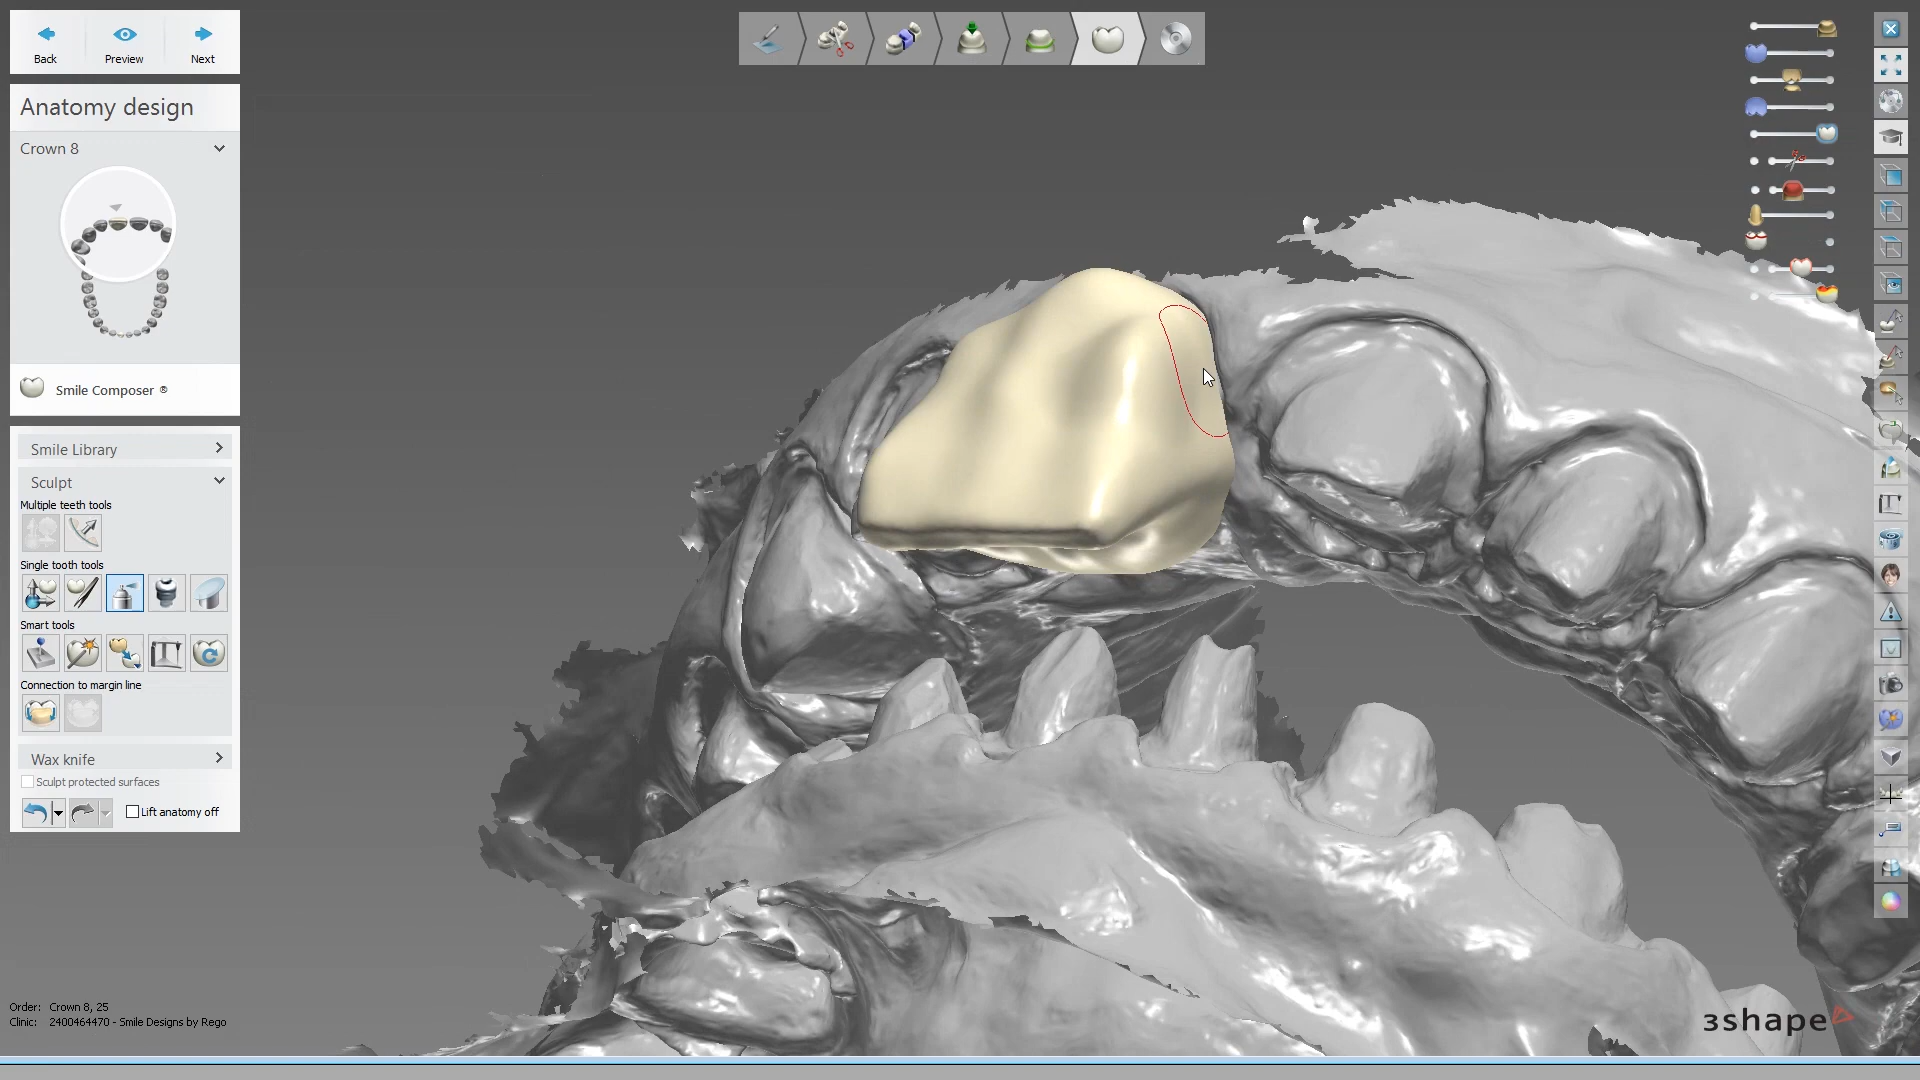 Back
Preview
Next
Anatomy design
Crown 8
Smile Composer ®
Smile Library
Sculpt
Multiple teeth tools
Single tooth tools
Smart tools
Connection to margin line
Wax knife
Sculpt protected surfaces
Lift anatomy off
Order: Crown 8, 25
Clinic: 2400464470 - Smile Designs by Rego
3shape